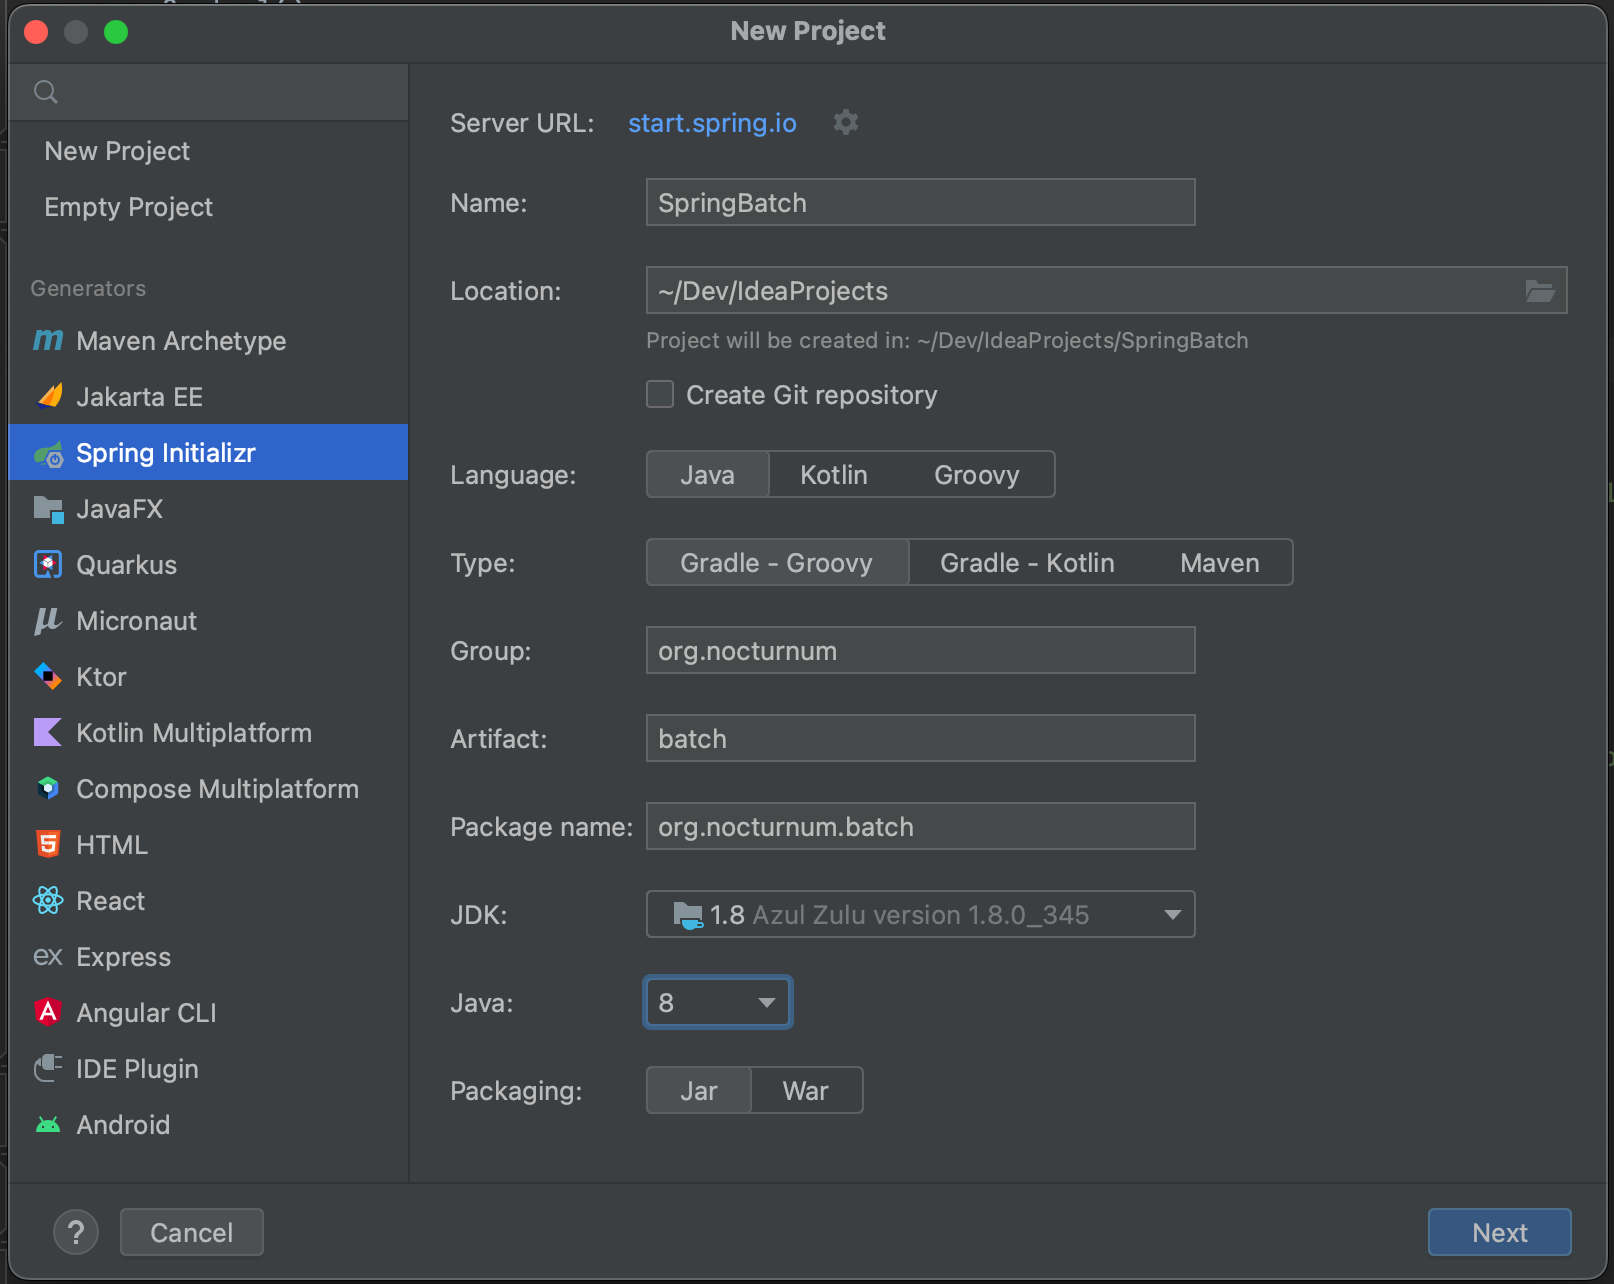 New Project
New Project
Empty Project
Generators
Maven Archetype
Jakarta EE
Spring Initializr
JavaFX
Quarkus
Micronaut
Ktor
Kotlin Multiplatform
Compose Multiplatform
HTML
React
ex Express
Angular CLI
IDE Plugin
Android
Server URL: start.spring.io
Name: SpringBatch
Location: ~/Dev/IdeaProjects
Project will be created in: ~/Dev/IdeaProjects/SpringBatch
Create Git repository
Language: Java Kotlin Groovy
Type: Gradle - Groovy Gradle - Kotlin Maven
Group: org.nocturnum
Artifact: batch
Package name: org.nocturnum.batch
JDK: 1.8 Azul Zulu version 1.8.0_345
Java: 8
Packaging: Jar War
? Cancel Next